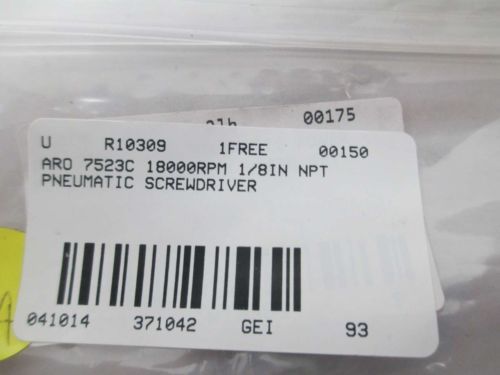 00175
U R10309 1FREE 00150
ARO 7523C 18000RPM 1/8IN NPT
PNEUMATIC SCREWDRIVER
041014 371042 GEI 93